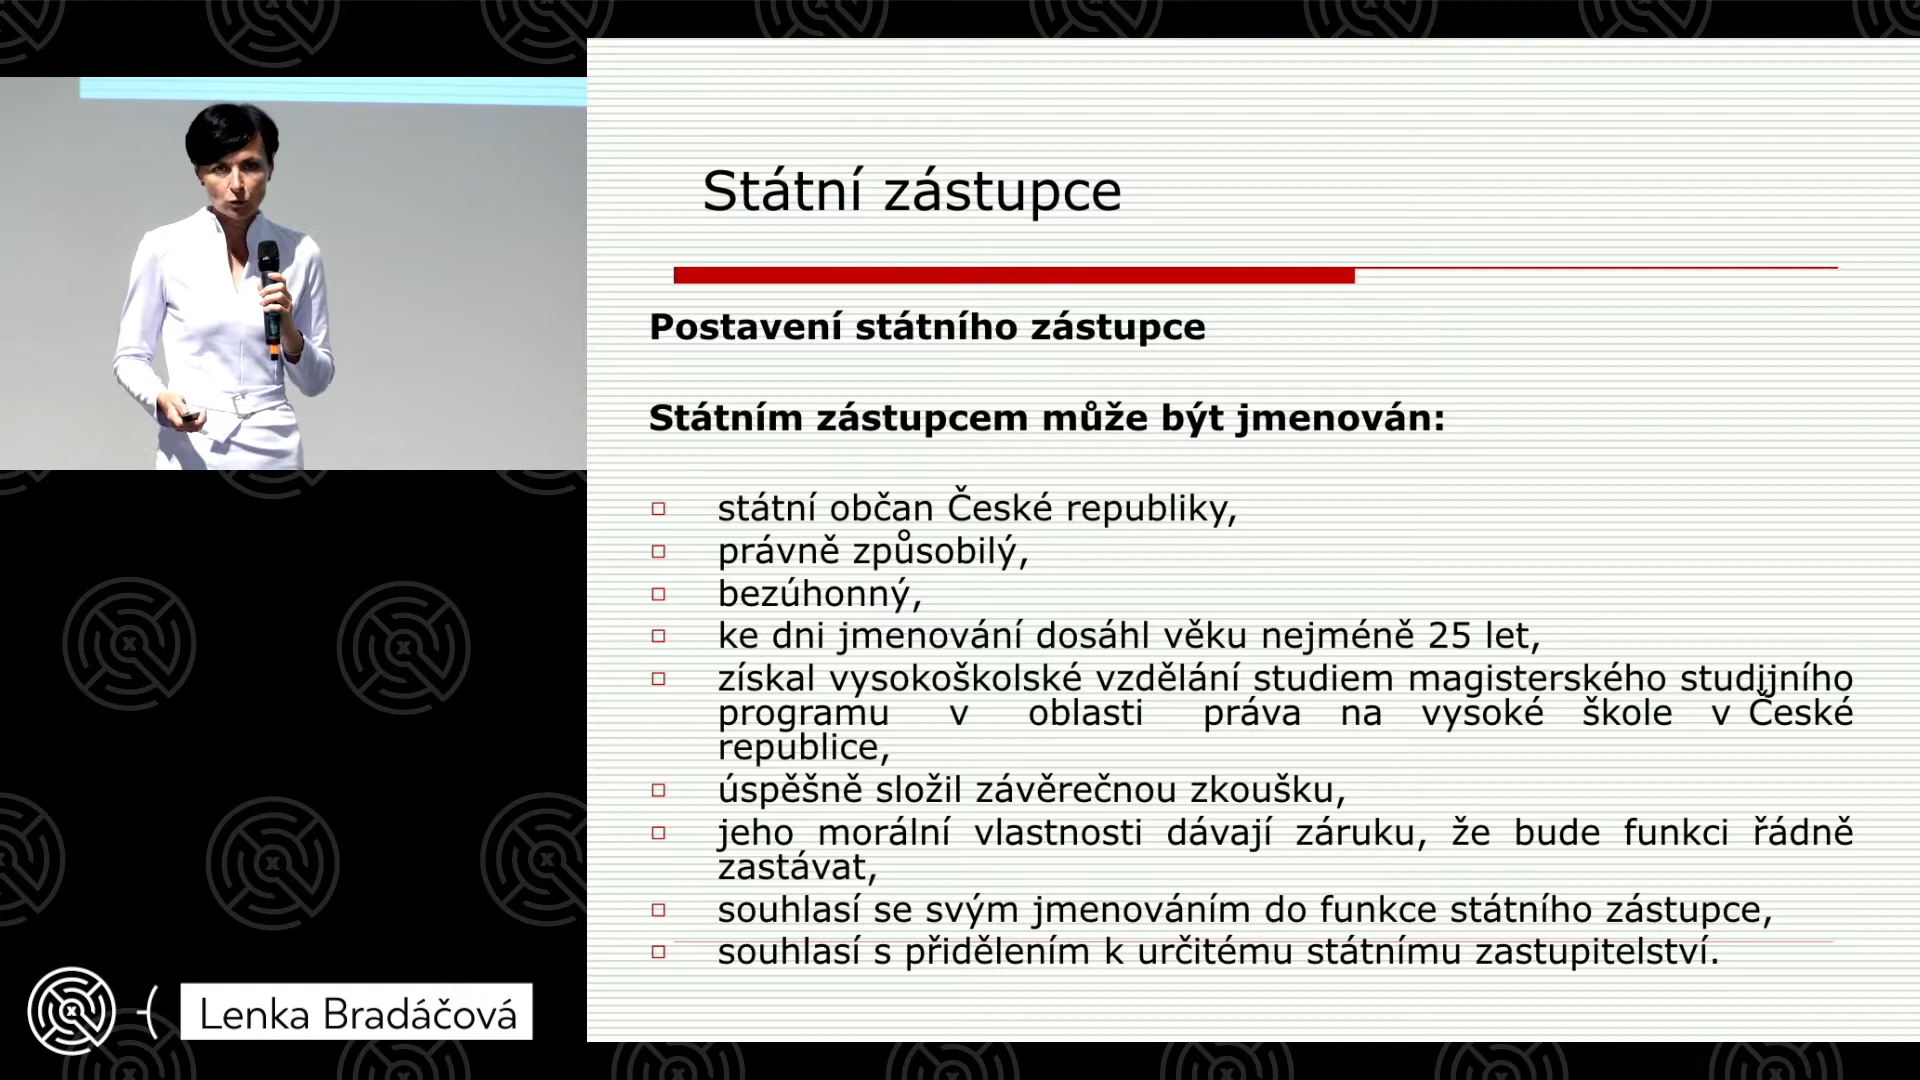 Státní zástupce
Postavení státního zástupce
Státním zástupcem může být jmenován:
státní občan České republiky,
právně způsobilý,
bezúhonný,
ke dni jmenování dosáhl věku nejméně 25 let,
získal vysokoškolské vzdělání studiem magisterského studijního
programu v oblasti práva na vysoké škole v České
republice,
úspěšně složil závěrečnou zkoušku,
jeho morální vlastnosti dávají záruku, že bude funkci řádně
zastávat,
souhlasí se svým jmenováním do funkce státního zástupce,
souhlasí s přidělením k určitému státnímu zastupitelství.
Lenka Bradáčová